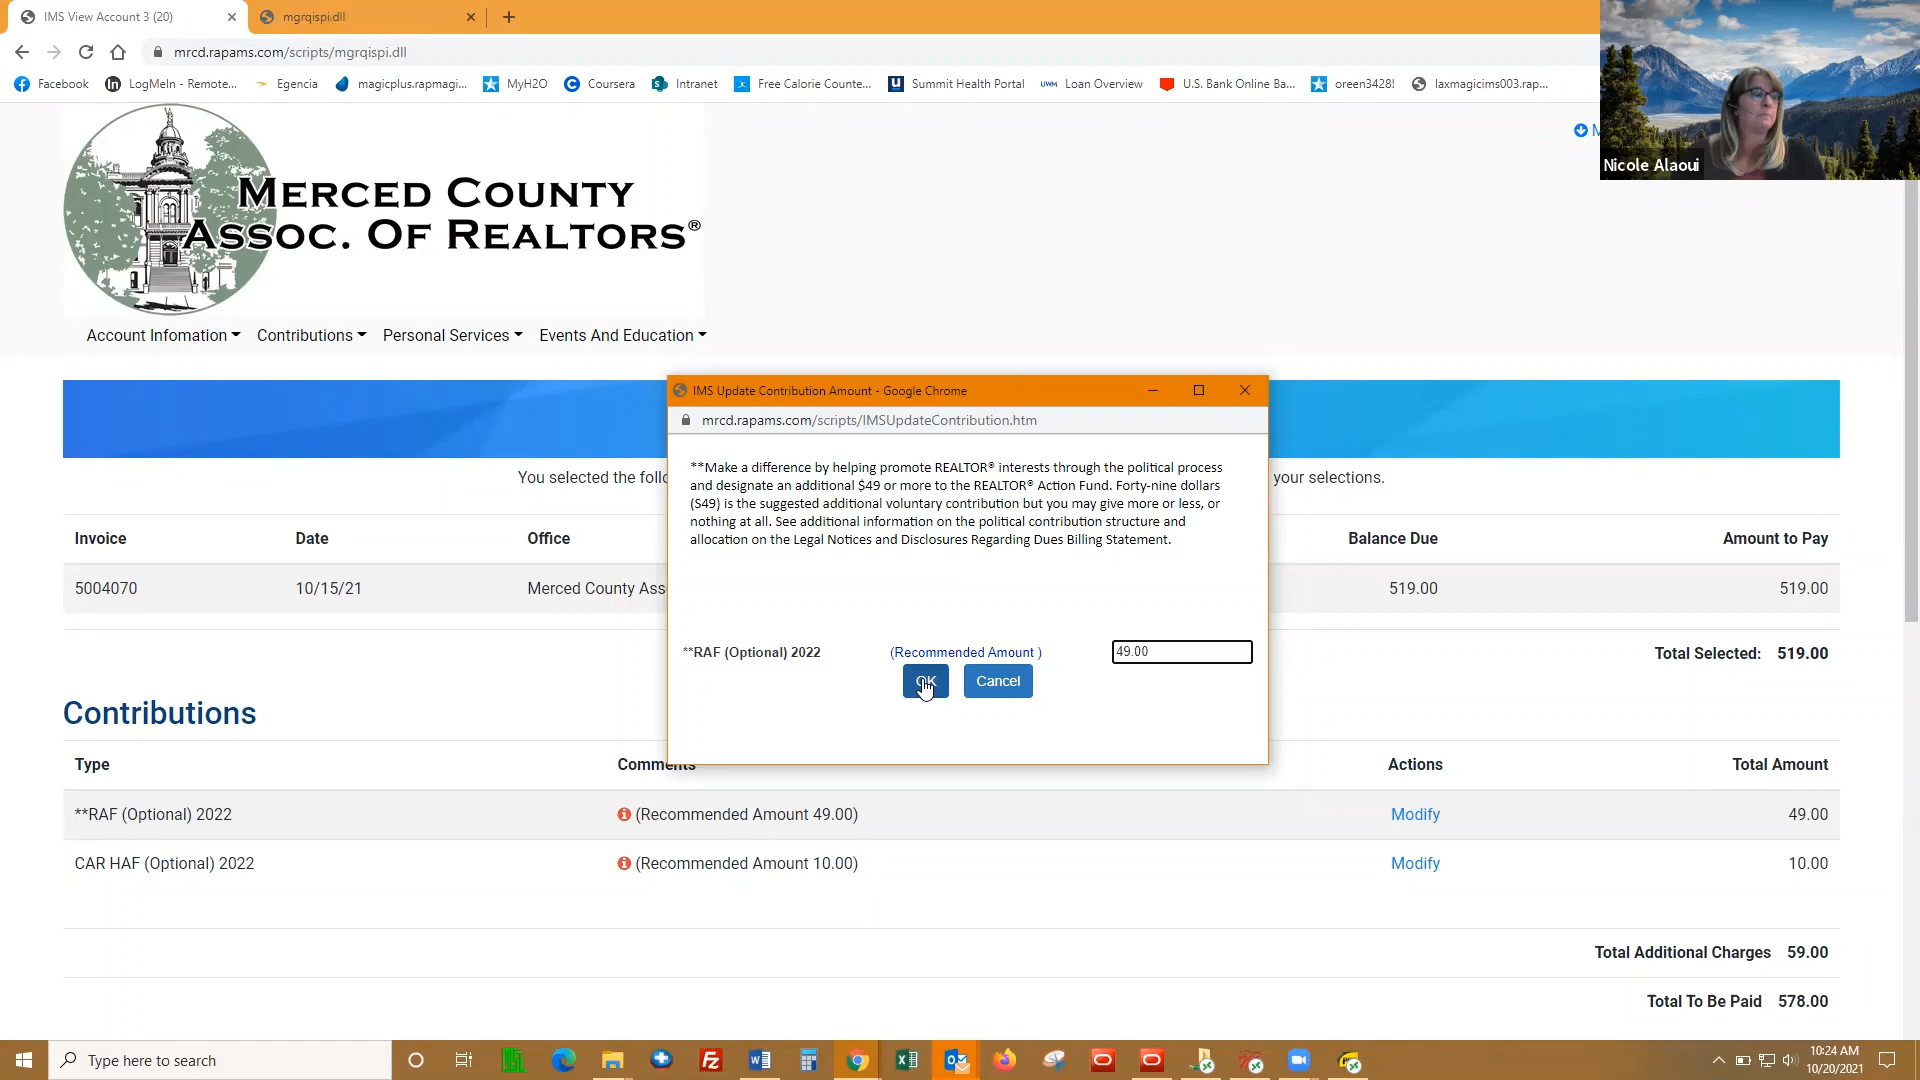 IMS View Account 3 (20)
mgrqispi.dll
mrcd.rapams.com/scripts/mgrqispi.dll
Facebook
LogMeIn - Remote...
Egencia
magicplus.rapmagi...
MyH2O
Coursera
Intranet
Free Calorie Counte...
Summit Health Portal
Loan Overview
U.S. Bank Online Ba...
oreen3428!
laxmagicims003.rap...
Nicole Alaoui
MERCED COUNTY
ASSOC. OF REALTORS®
Account Infomation
Contributions
Personal Services
Events And Education
IMS Update Contribution Amount - Google Chrome
mrcd.rapams.com/scripts/IMSUpdateContribution.htm
**Make a difference by helping promote REALTOR® interests through the political process
and designate an additional $49 or more to the REALTOR® Action Fund. Forty-nine dollars
($49) is the suggested additional voluntary contribution but you may give more or less, or
nothing at all. See additional information on the political contribution structure and
allocation on the Legal Notices and Disclosures Regarding Dues Billing Statement.
**RAF (Optional) 2022 (Recommended Amount ) 49.00
OK Cancel
You selected the follo your selections.
Invoice Date Office Balance Due Amount to Pay
5004070 10/15/21 Merced County Ass 519.00 519.00
Total Selected: 519.00
Contributions
Type Comments Actions Total Amount
**RAF (Optional) 2022 (Recommended Amount 49.00) Modify 49.00
CAR HAF (Optional) 2022 (Recommended Amount 10.00) Modify 10.00
Total Additional Charges 59.00
Total To Be Paid 578.00
Type here to search
10:24 AM
10/20/2021